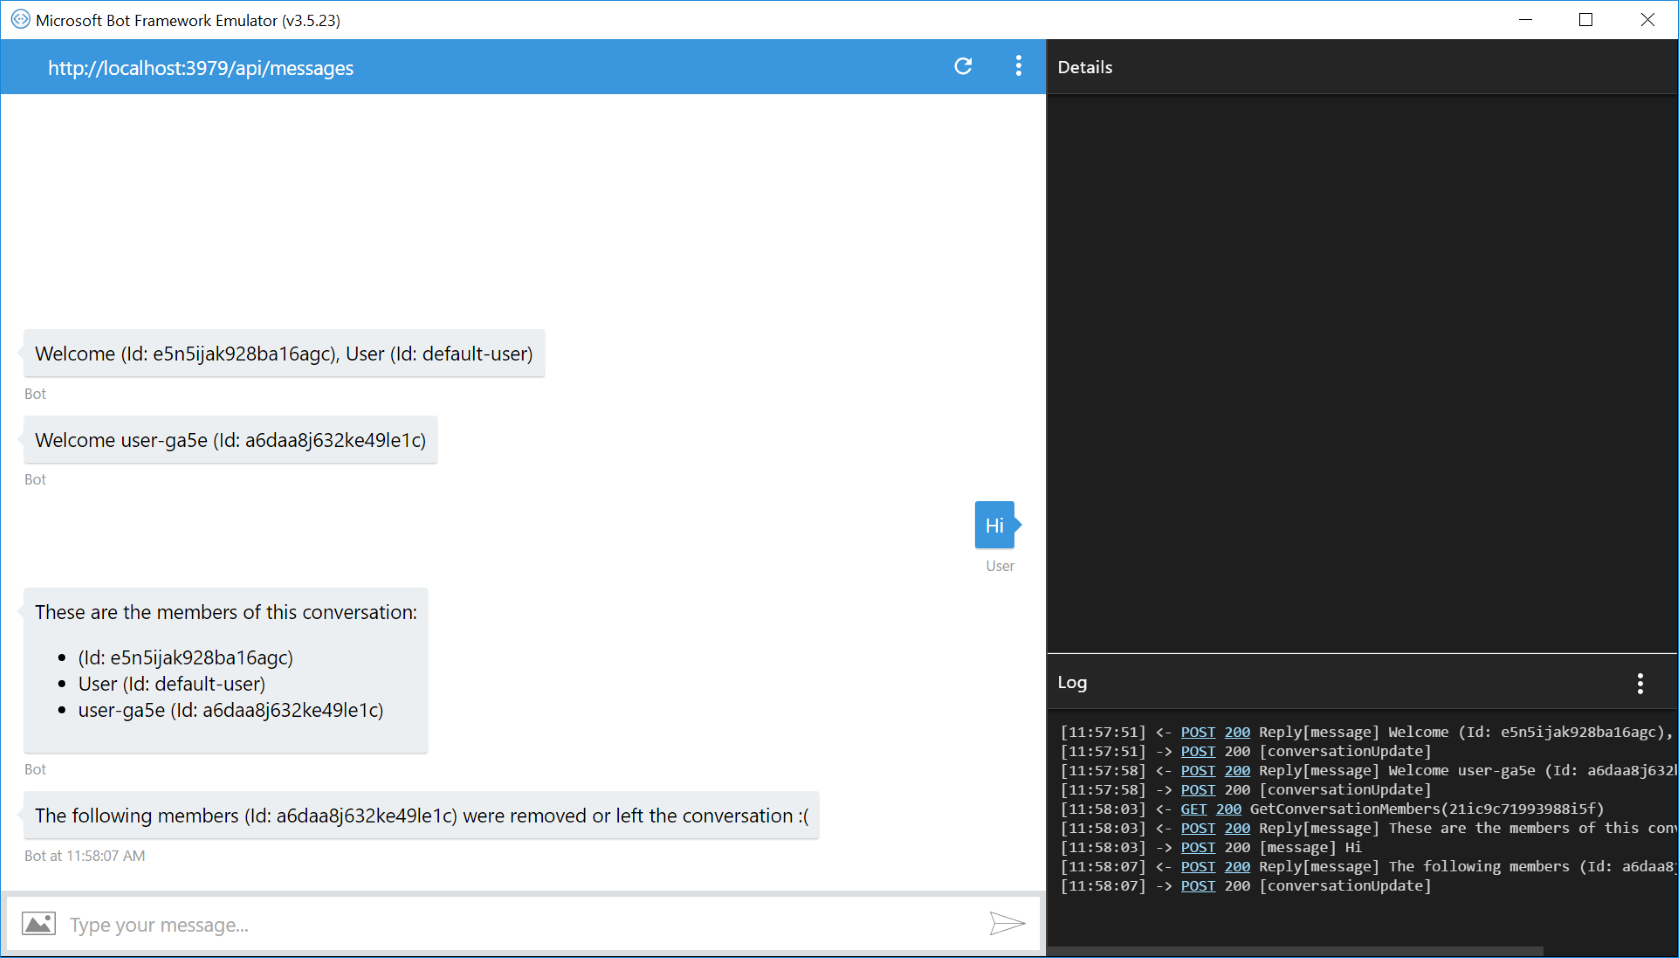 Microsoft Bot Framework Emulator (v3.5.23)
http://localhost:3979/api/messages
Welcome (Id: e5n5ijak928ba16agc), User (Id: default-user)
Bot
Welcome user-ga5e (Id: a6daa8j632ke49le1c)
Bot
Hi
User
These are the members of this conversation:
(Id: e5n5ijak928ba16agc)
User (Id: default-user)
user-ga5e (Id: a6daa8j632ke49le1c)
Bot
The following members (Id: a6daa8j632ke49le1c) were removed or left the conversation :(
Bot at 11:58:07 AM
Type your message...
Details
Log
[11:57:51] <- POST 200 Reply[message] Welcome (Id: e5n5ijak928ba16agc),
[11:57:51] -> POST 200 [conversationUpdate]
[11:57:58] <- POST 200 Reply[message] Welcome user-ga5e (Id: a6daa8j632k
[11:57:58] -> POST 200 [conversationUpdate]
[11:58:03] <- GET 200 GetConversationMembers(21ic9c71993988i5f)
[11:58:03] <- POST 200 Reply[message] These are the members of this con
[11:58:03] -> POST 200 [message] Hi
[11:58:07] <- POST 200 Reply[message] The following members (Id: a6daa8
[11:58:07] -> POST 200 [conversationUpdate]